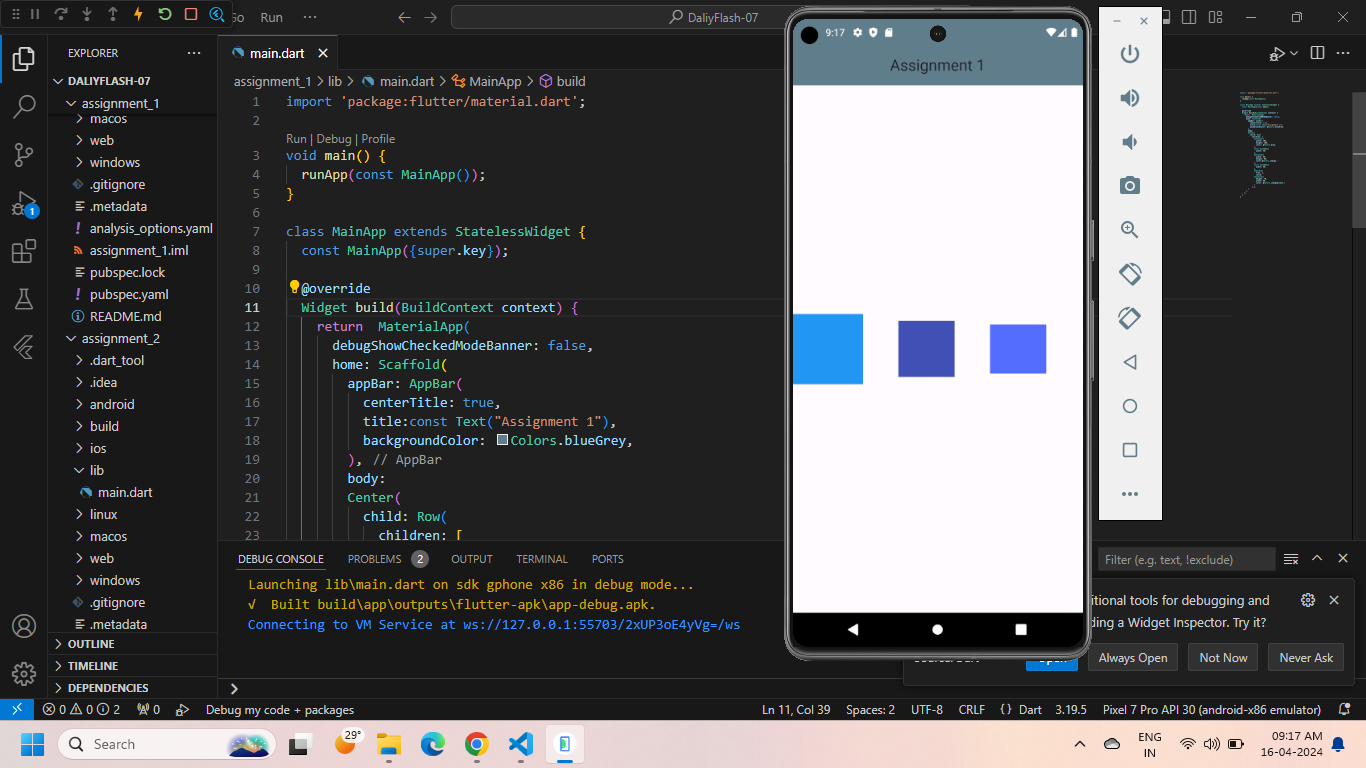 Go Run ···
DaliyFlash-07
EXPLORER ···
DALIYFLASH-07
assignment_1
macos
web
windows
.gitignore
.metadata
analysis_options.yaml
assignment_1.iml
pubspec.lock
pubspec.yaml
README.md
assignment_2
.dart_tool
.idea
android
build
ios
lib
main.dart
linux
macos
web
windows
.gitignore
.metadata
OUTLINE
TIMELINE
DEPENDENCIES
1
main.dart
assignment_1 > lib > main.dart > MainApp > build
1 import 'package:flutter/material.dart';
2
Run | Debug | Profile
3 void main() {
4 runApp(const MainApp());
5 }
6
7 class MainApp extends StatelessWidget {
8 const MainApp({super.key});
9
10 @override
11 Widget build(BuildContext context) {
12 return  MaterialApp(
13 debugShowCheckedModeBanner: false,
14 home: Scaffold(
15 appBar: AppBar(
16 centerTitle: true,
17 title:const Text("Assignment 1"),
18 backgroundColor: Colors.blueGrey,
19 ), // AppBar
20 body:
21 Center(
22 child: Row(
23 children: [
DEBUG CONSOLE PROBLEMS 2 OUTPUT TERMINAL PORTS
Filter (e.g. text, !exclude)
Launching lib\main.dart on sdk gphone x86 in debug mode...
√  Built build\app\outputs\flutter-apk\app-debug.apk.
Connecting to VM Service at ws://127.0.0.1:55703/2xUP3oE4yVg=/ws
9:17
Assignment 1
tional tools for debugging and
ding a Widget Inspector. Try it?
Always Open Not Now Never Ask
0 0 2 0 Debug my code + packages
Ln 11, Col 39 Spaces: 2 UTF-8 CRLF {} Dart 3.19.5 Pixel 7 Pro API 30 (android-x86 emulator)
Search
29°
ENG
IN
09:17 AM
16-04-2024